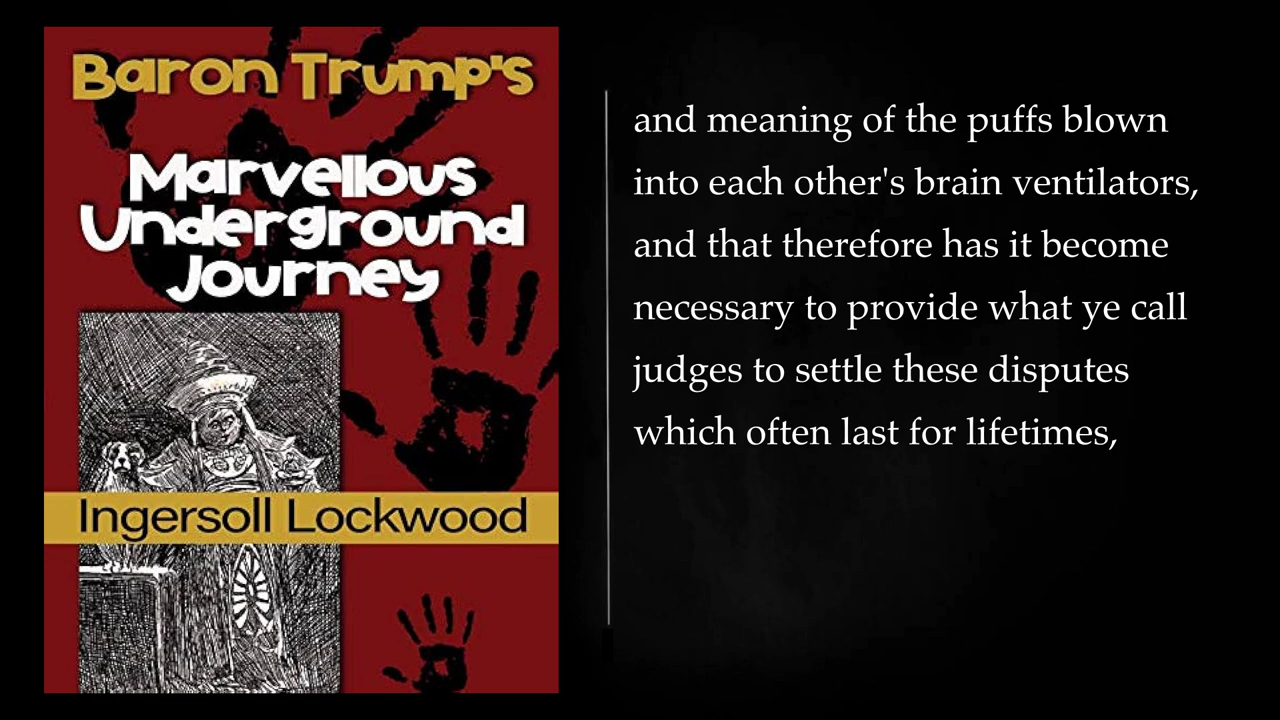 Baron Trump's
Marvellous
Underground
Journey
Ingersoll Lockwood
and meaning of the puffs blown
into each other's brain ventilators,
and that therefore has it become
necessary to provide what ye call
judges to settle these disputes
which often last for lifetimes,